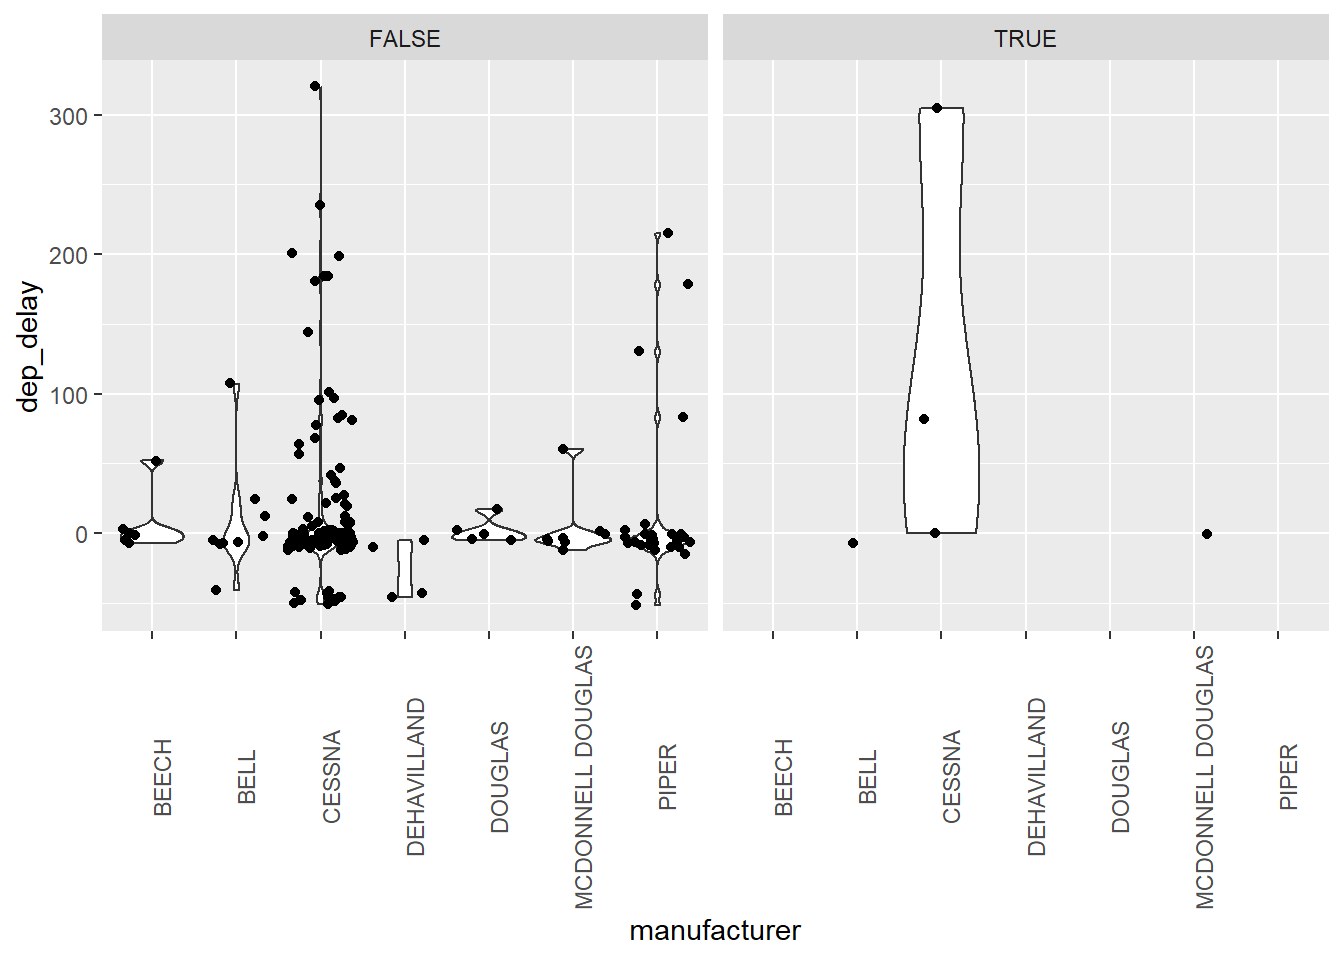 FALSE
TRUE
300
200
100
0
dep_delay
BEECH
BELL
CESSNA
DEHAVILLAND
DOUGLAS
MCDONNELL DOUGLAS
PIPER
BEECH
BELL
CESSNA
DEHAVILLAND
DOUGLAS
MCDONNELL DOUGLAS
PIPER
manufacturer